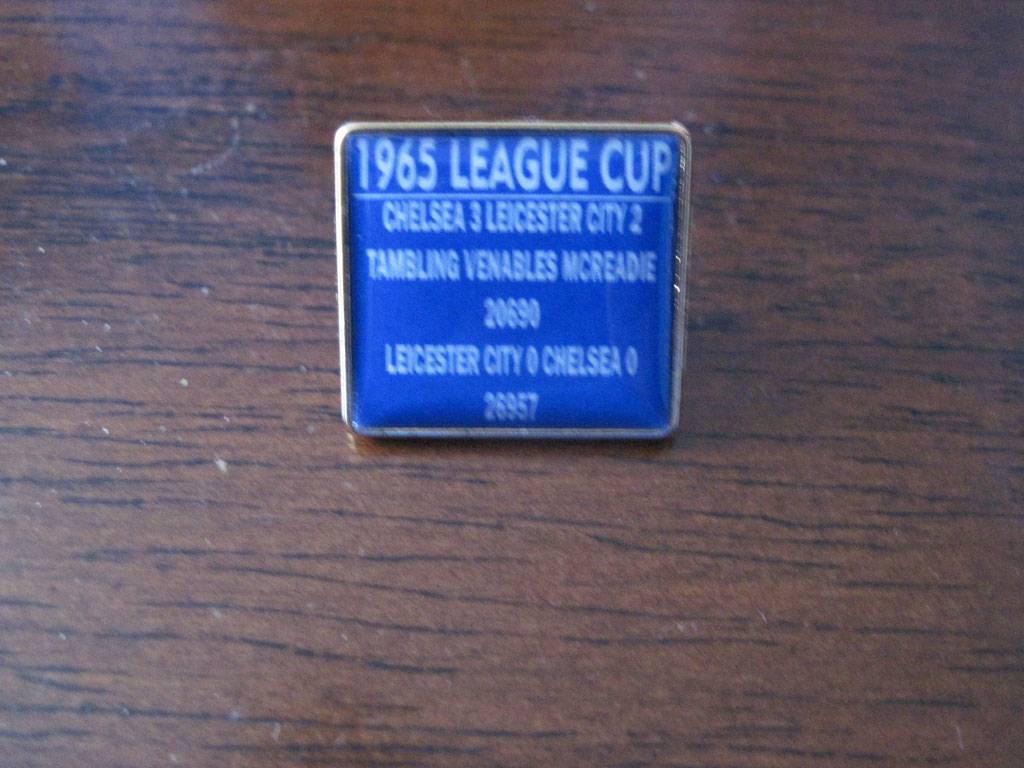 1965 LEAGUE CUP
CHELSEA 3 LEICESTER CITY 2
TAMBLING VENABLES MCREADIE
20690
LEICESTER CITY 0 CHELSEA 0
26957